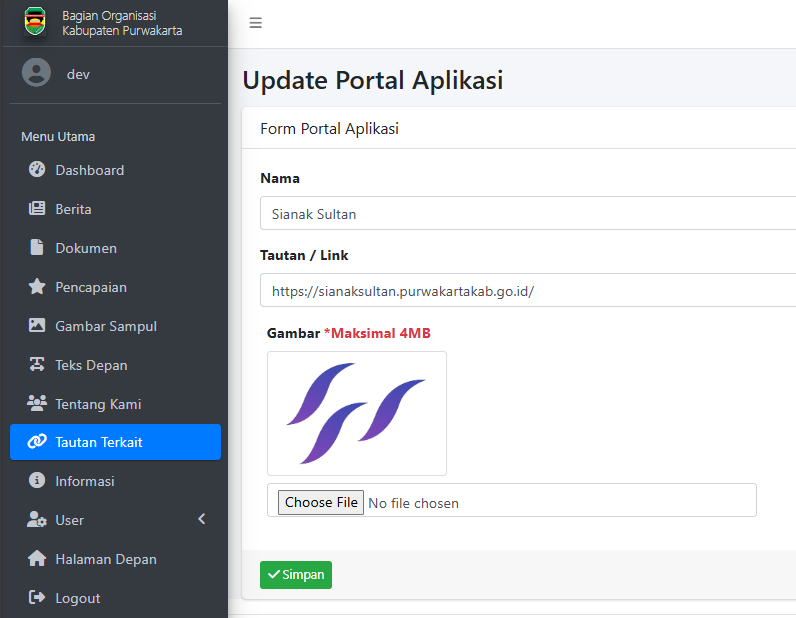 Bagian Organisasi
Kabupaten Purwakarta
dev
Menu Utama
Dashboard
Berita
Dokumen
Pencapaian
Gambar Sampul
Teks Depan
Tentang Kami
Tautan Terkait
Informasi
User
Halaman Depan
Logout
Update Portal Aplikasi
Form Portal Aplikasi
Nama
Sianak Sultan
Tautan / Link
https://sianaksultan.purwakartakab.go.id/
Gambar *Maksimal 4MB
Choose File No file chosen
Simpan